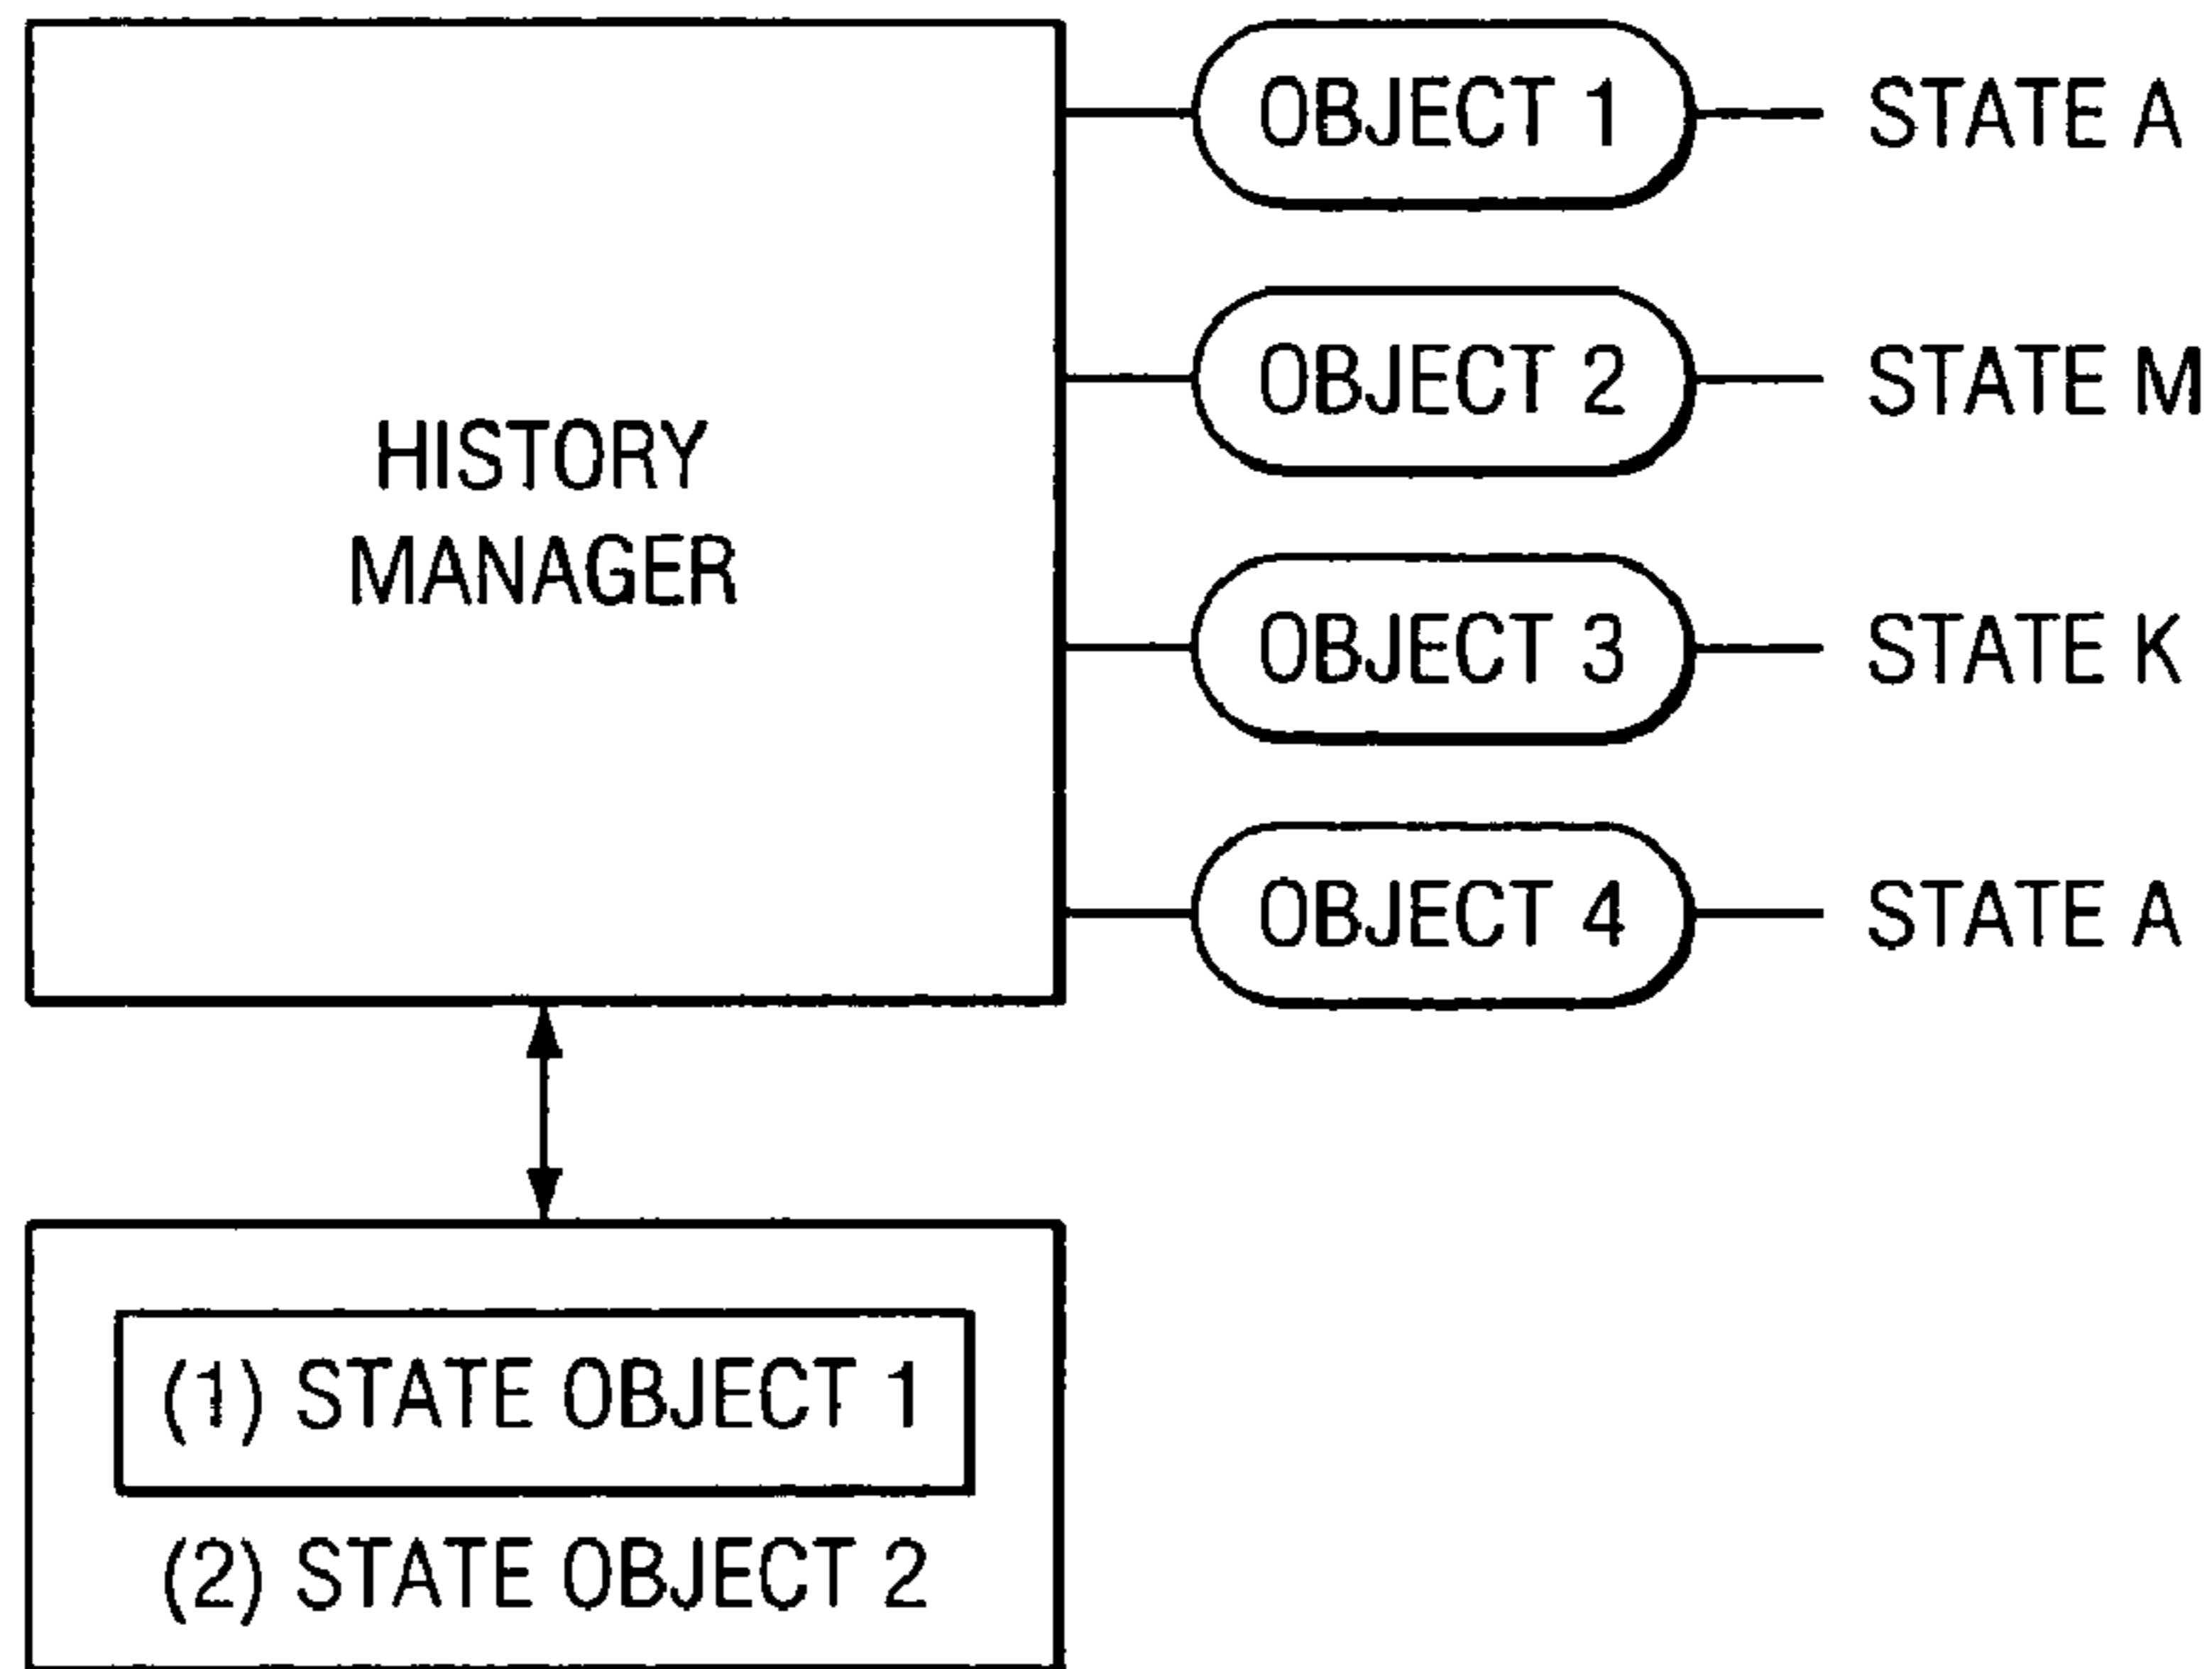 HISTORY
MANAGER
OBJECT 1
STATE A
OBJECT 2
STATE M
OBJECT 3
STATE K
OBJECT 4
STATE A
(1) STATE OBJECT 1
(2) STATE OBJECT 2